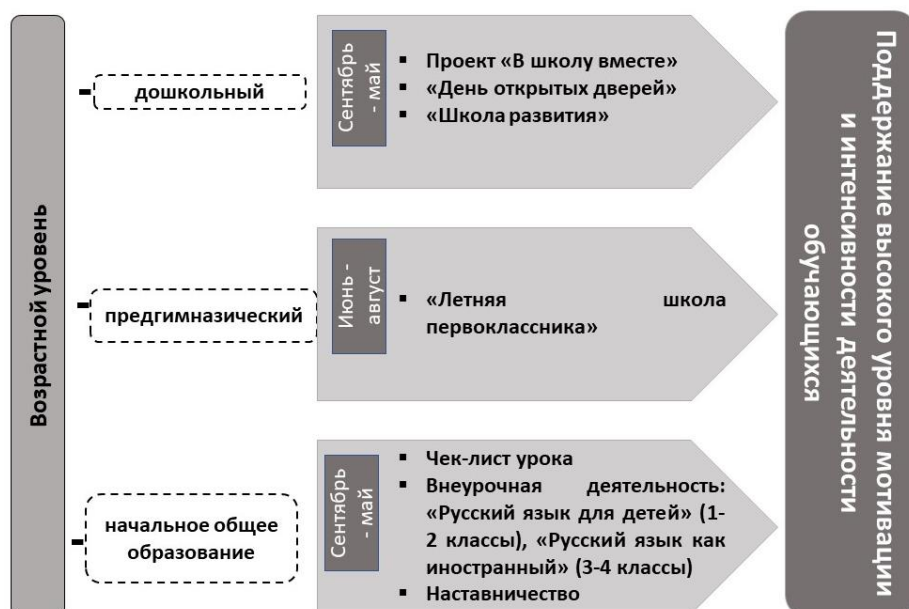 Возрастной уровень
дошкольный
Сентябрь
- май
▪ Проект «В школу вместе»
▪ «День открытых дверей»
▪ «Школа развития»
предгимназический
Июнь -
август
▪ «Летняя школа
первоклассника»
начальное общее
образование
Сентябрь
- май
▪ Чек-лист урока
▪ Внеурочная деятельность:
«Русский язык для детей» (1-
2 классы), «Русский язык как
иностранный» (3-4 классы)
▪ Наставничество
Поддержание высокого уровня мотивации
и интенсивности деятельности
обучающихся